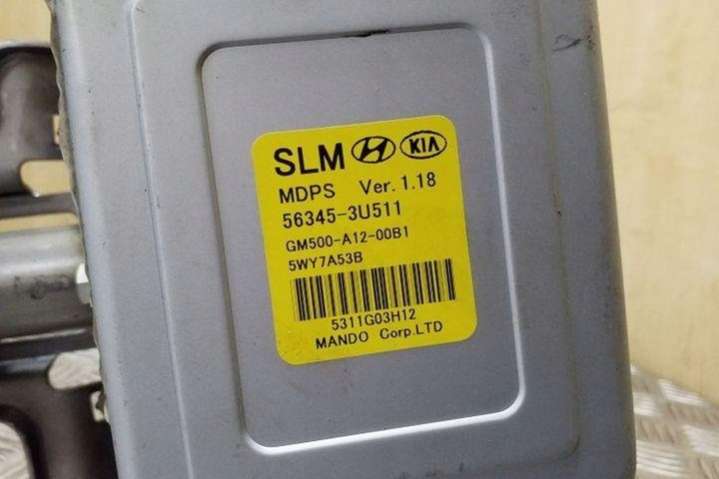 SLM KIA
MDPS Ver. 1.18
56345-3U511
GM500-A12-00B1
5WY7A53B
5311G03H12
MANDO Corp.LTD